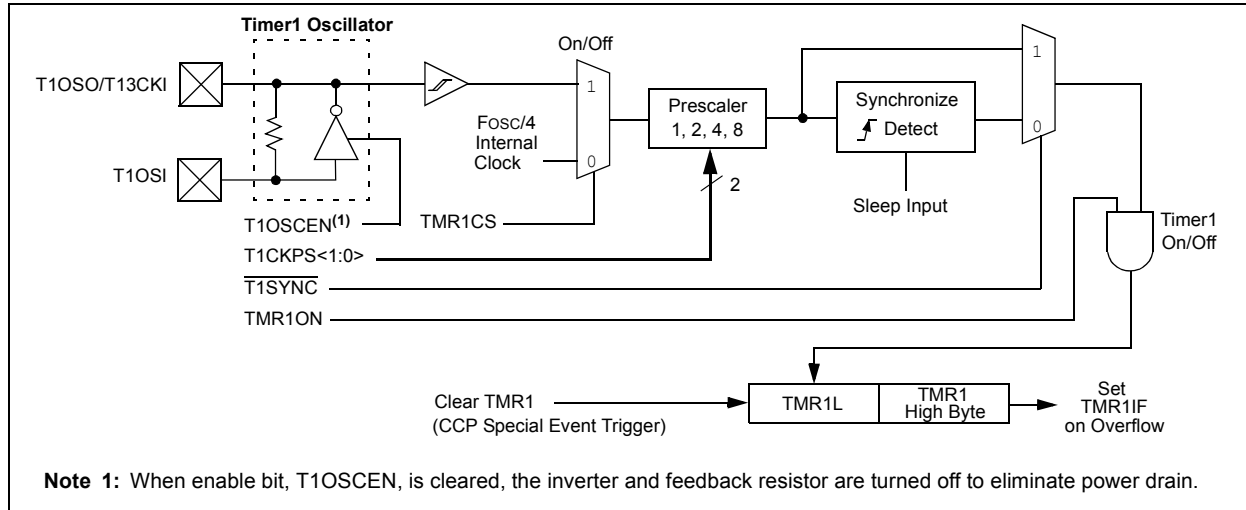 Timer1 Oscillator
On/Off
T1OSO/T13CKI
1
1
Prescaler
1, 2, 4, 8
Synchronize
Detect
FOSC/4
Internal
Clock
0
0
T1OSI
2
Sleep Input
T1OSCEN(1)
TMR1CS
Timer1
On/Off
T1CKPS<1:0>
T1SYNC
TMR1ON
Clear TMR1
(CCP Special Event Trigger)
TMR1L
TMR1
High Byte
Set
TMR1IF
on Overflow
Note 1: When enable bit, T1OSCEN, is cleared, the inverter and feedback resistor are turned off to eliminate power drain.